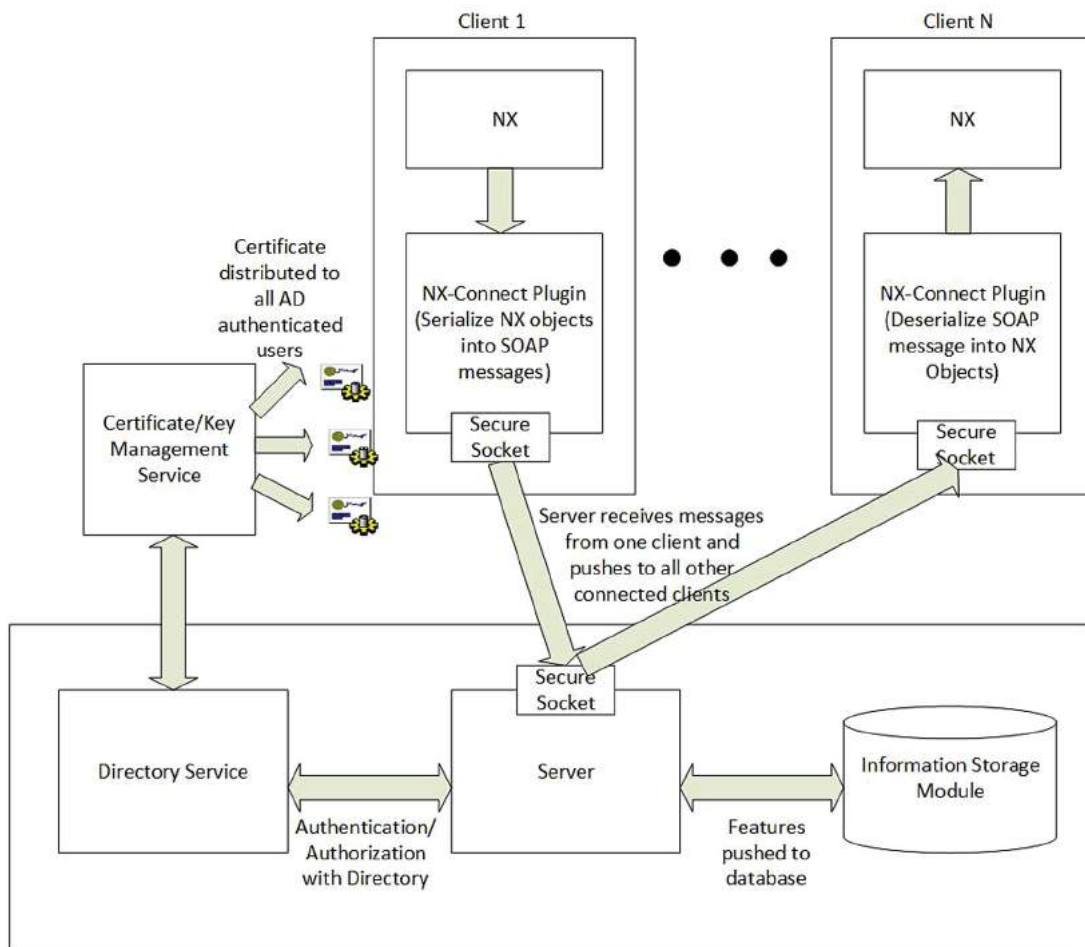 Client 1
Client N
NX
NX
Certificate
distributed to
all AD
authenticated
users
NX-Connect Plugin
(Serialize NX objects
into SOAP
messages)
NX-Connect Plugin
(Deserialize SOAP
message into NX
Objects)
Certificate/Key
Management
Service
Secure
Socket
Secure
Socket
Server receives messages
from one client and
pushes to all other
connected clients
Secure
Socket
Directory Service
Server
Information Storage
Module
Authentication/
Authorization
with Directory
Features
pushed to
database